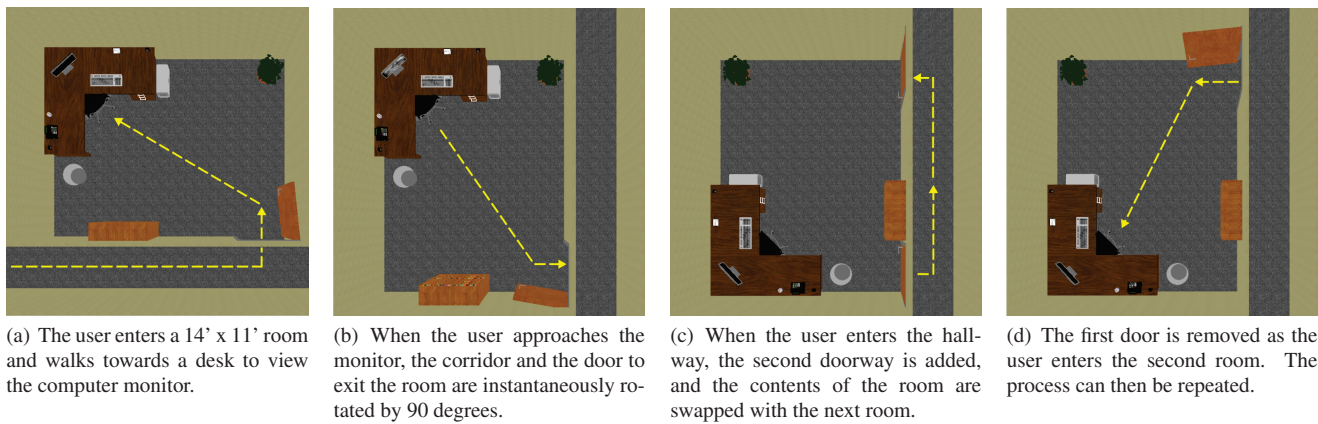 (a) The user enters a 14’ x 11’ room
and walks towards a desk to view
the computer monitor.
(b) When the user approaches the
monitor, the corridor and the door to
exit the room are instantaneously ro-
tated by 90 degrees.
(c) When the user enters the hall-
way, the second doorway is added,
and the contents of the room are
swapped with the next room.
(d) The first door is removed as the
user enters the second room. The
process can then be repeated.